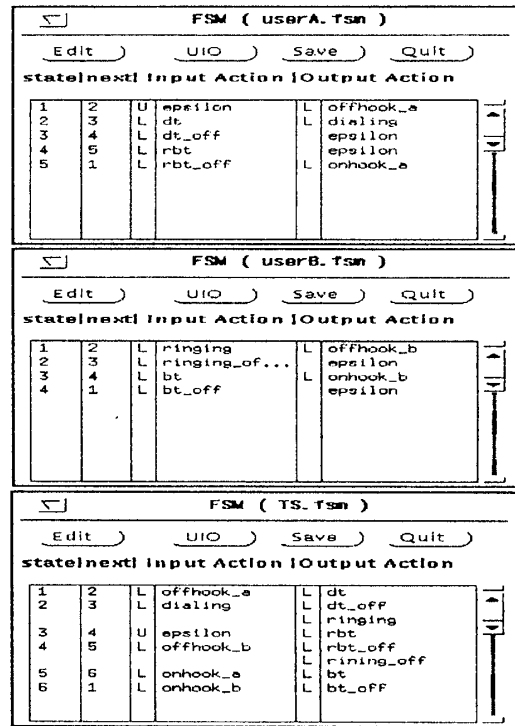 FSM ( userA.fsm )
Edit UIO Save Quit
state|next| Input Action |Output Action
1 2 U epsilon L offhook_a
2 3 L dt L dialing
3 4 L dt_off epsilon
4 5 L rbt epsilon
5 1 L rbt_off L onhook_a
FSM ( userB.fsm )
Edit UIO Save Quit
state|next| Input Action |Output Action
1 2 L ringing L offhook_b
2 3 L ringing_of... epsilon
3 4 L bt L onhook_b
4 1 L bt_off epsilon
FSM ( TS.fsm )
Edit UIO Save Quit
state|next| Input Action |Output Action
1 2 L offhook_a L dt
2 3 L dialing L dt_off
L ringing
3 4 U epsilon L rbt
4 5 L offhook_b L rbt_off
L rining_off
5 6 L onhook_a L bt
6 1 L onhook_b L bt_off